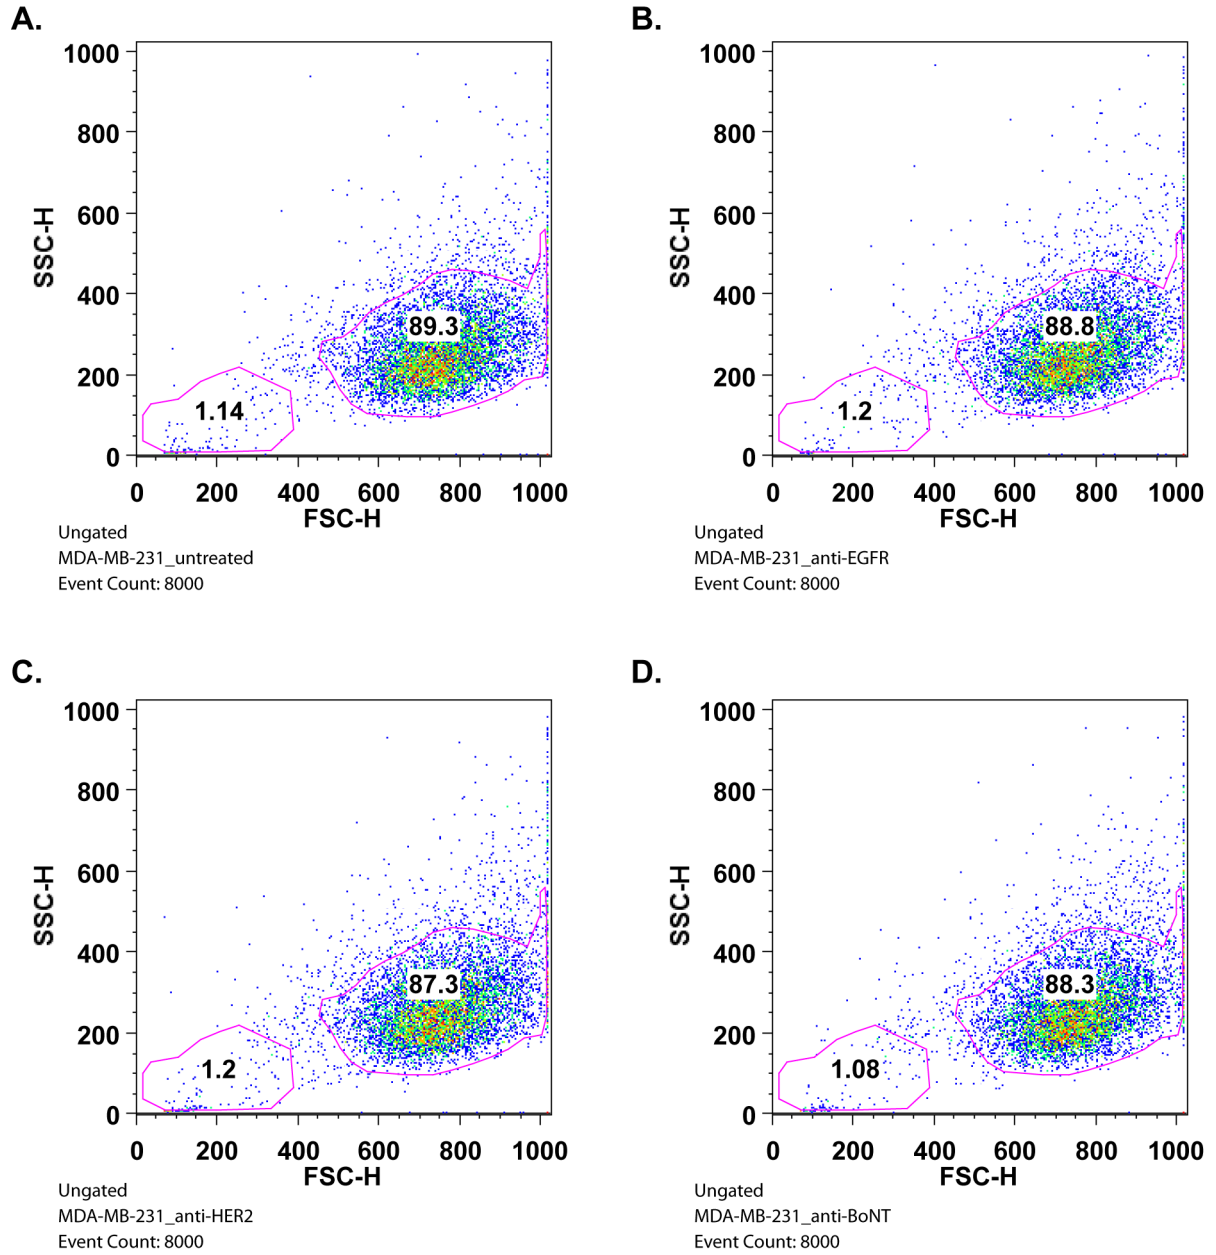 A.
1000
800
600
400
200
0
SSC-H
89.3
1.14
0 200 400 600 800 1000
FSC-H
Ungated
MDA-MB-231_untreated
Event Count: 8000
B.
1000
800
600
400
200
0
SSC-H
88.8
1.2
0 200 400 600 800 1000
FSC-H
Ungated
MDA-MB-231_anti-EGFR
Event Count: 8000
C.
1000
800
600
400
200
0
SSC-H
87.3
1.2
0 200 400 600 800 1000
FSC-H
Ungated
MDA-MB-231_anti-HER2
Event Count: 8000
D.
1000
800
600
400
200
0
SSC-H
88.3
1.08
0 200 400 600 800 1000
FSC-H
Ungated
MDA-MB-231_anti-BoNT
Event Count: 8000